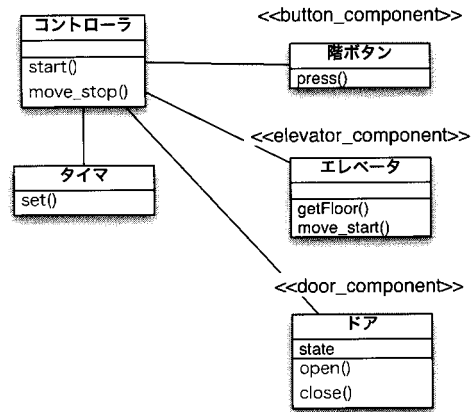 <<button_component>>
コントローラ
start()
move_stop()
階ボタン
press()
<<elevator_component>>
エレベータ
getFloor()
move_start()
タイマ
set()
<<door_component>>
ドア
state
open()
close()